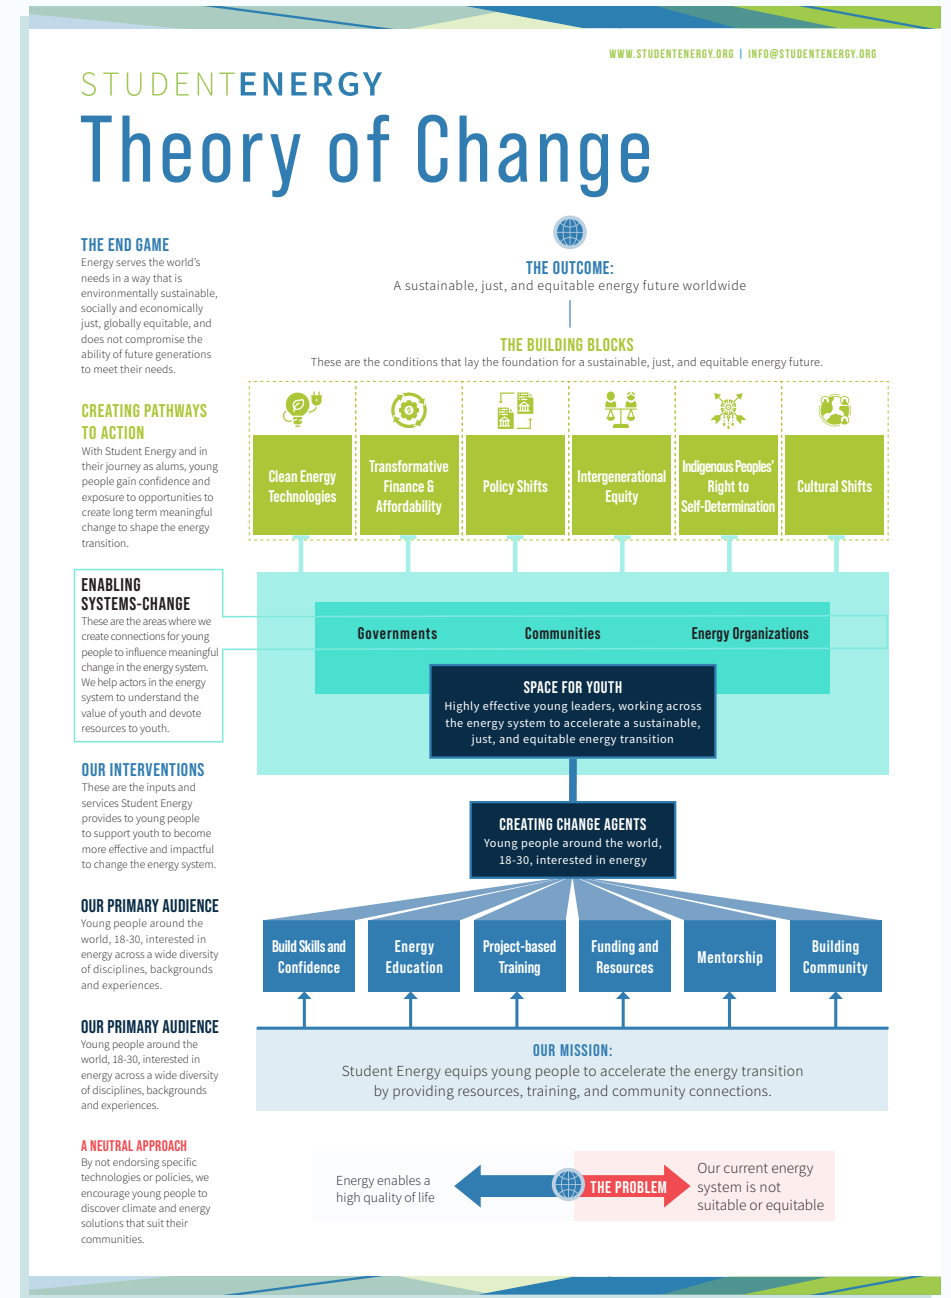 WWW.STUDENTENERGY.ORG | INFO@STUDENTENERGY.ORG
STUDENTENERGY
Theory of Change
THE END GAME
Energy serves the world's
needs in a way that is
environmentally sustainable,
socially and economically
just, globally equitable, and
does not compromise the
ability of future generations
to meet their needs.
CREATING PATHWAYS
TO ACTION
With Student Energy and in
their journey as alums, young
people gain confidence and
exposure to opportunities to
create long term meaningful
change to shape the energy
transition.
ENABLING
SYSTEMS-CHANGE
These are the areas where we
create connections for young
people to influence meaningful
change in the energy system.
We help actors in the energy
system to understand the
value of youth and devote
resources to youth.
OUR INTERVENTIONS
These are the inputs and
services Student Energy
provides to young people
to support youth to become
more effective and impactful
to change the energy system.
OUR PRIMARY AUDIENCE
Young people around the
world, 18-30, interested in
energy across a wide diversity
of disciplines, backgrounds
and experiences.
OUR PRIMARY AUDIENCE
Young people around the
world, 18-30, interested in
energy across a wide diversity
of disciplines, backgrounds
and experiences.
A NEUTRAL APPROACH
By not endorsing specific
technologies or policies, we
encourage young people to
discover climate and energy
solutions that suit their
communities.
THE OUTCOME:
A sustainable, just, and equitable energy future worldwide
THE BUILDING BLOCKS
These are the conditions that lay the foundation for a sustainable, just, and equitable energy future.
Clean Energy
Technologies
Transformative
Finance &
Affordability
Policy Shifts
Intergenerational
Equity
Indigenous Peoples'
Right to
Self-Determination
Cultural Shifts
Governments
Communities
Energy Organizations
SPACE FOR YOUTH
Highly effective young leaders, working across
the energy system to accelerate a sustainable,
just, and equitable energy transition
CREATING CHANGE AGENTS
Young people around the world,
18-30, interested in energy
Build Skills and
Confidence
Energy
Education
Project-based
Training
Funding and
Resources
Mentorship
Building
Community
OUR MISSION:
Student Energy equips young people to accelerate the energy transition
by providing resources, training, and community connections.
Energy enables a
high quality of life
THE PROBLEM
Our current energy
system is not
suitable or equitable